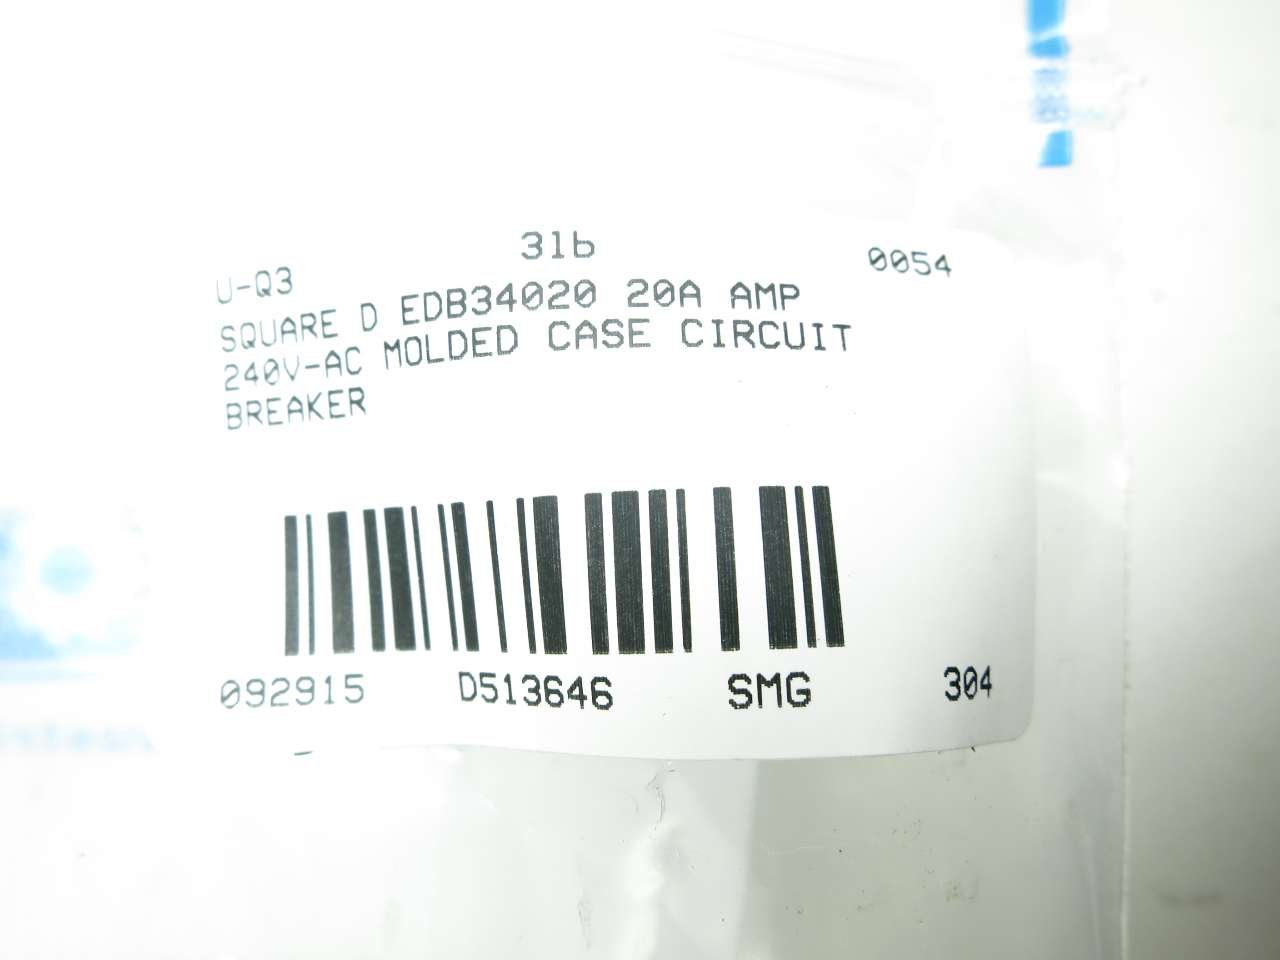 U-Q3 31b 0054
SQUARE D EDB34020 20A AMP
240V-AC MOLDED CASE CIRCUIT
BREAKER
092915 D513646 SMG 304